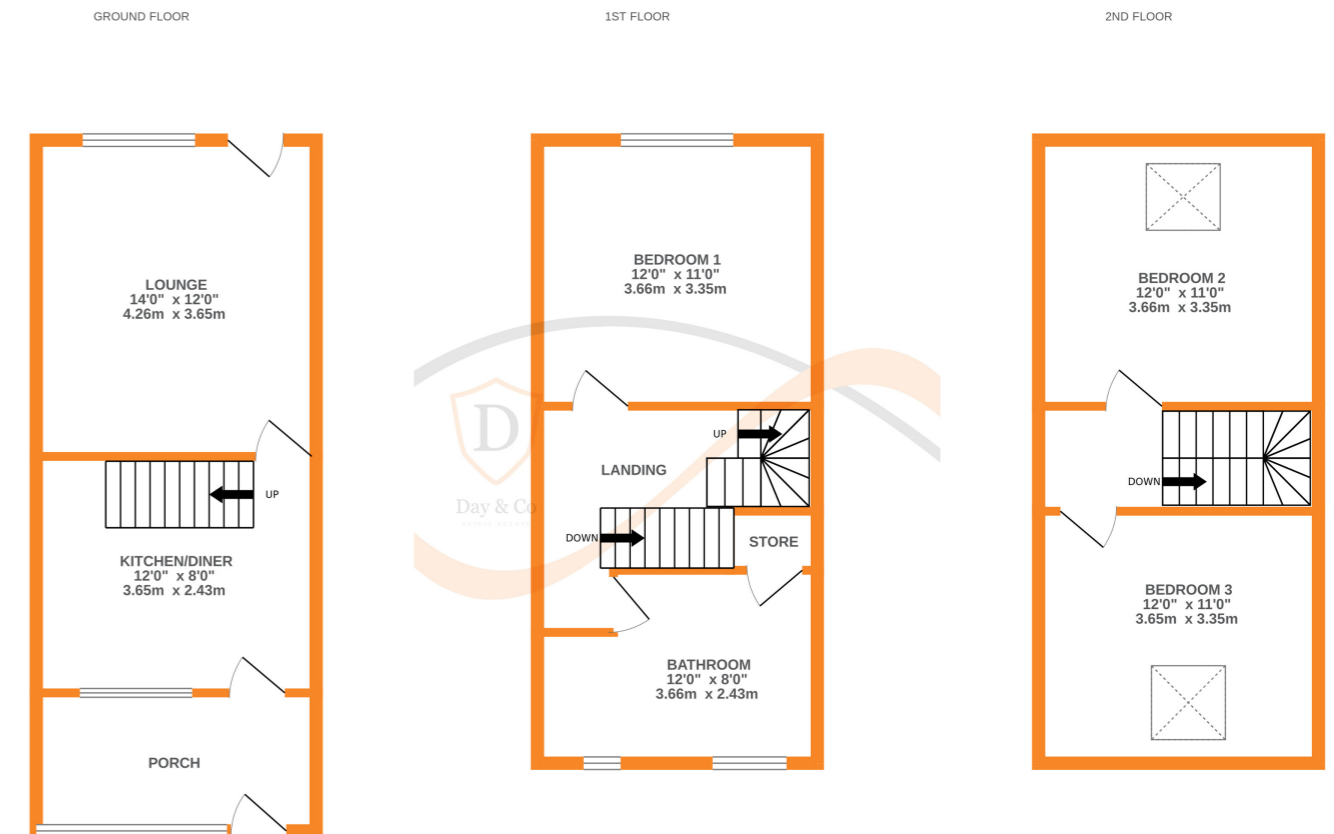 GROUND FLOOR
1ST FLOOR
2ND FLOOR
LOUNGE
14'0" x 12'0"
4.26m x 3.65m
UP
KITCHEN/DINER
12'0" x 8'0"
3.65m x 2.43m
PORCH
BEDROOM 1
12'0" x 11'0"
3.66m x 3.35m
UP
LANDING
D
Day & Co
DOWN
STORE
BATHROOM
12'0" x 8'0"
3.66m x 2.43m
BEDROOM 2
12'0" x 11'0"
3.66m x 3.35m
DOWN
BEDROOM 3
12'0" x 11'0"
3.65m x 3.35m